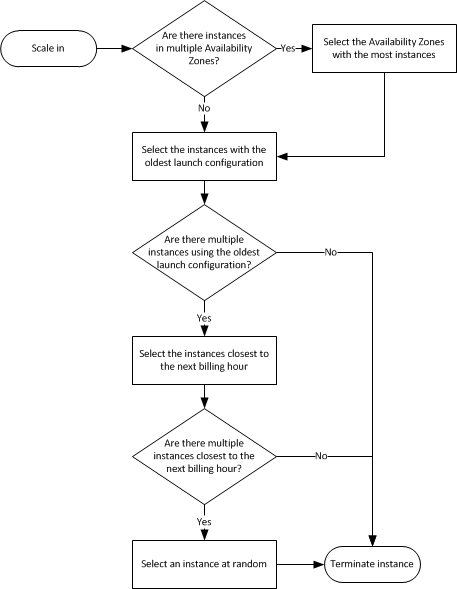 Scale in
Are there instances
in multiple Availability
Zones?
Yes
Select the Availability Zones
with the most instances
No
Select the instances with the
oldest launch configuration
Are there multiple
instances using the oldest
launch configuration?
No
Yes
Select the instances closest to
the next billing hour
Are there multiple
instances closest to the
next billing hour?
No
Yes
Select an instance at random
Terminate instance